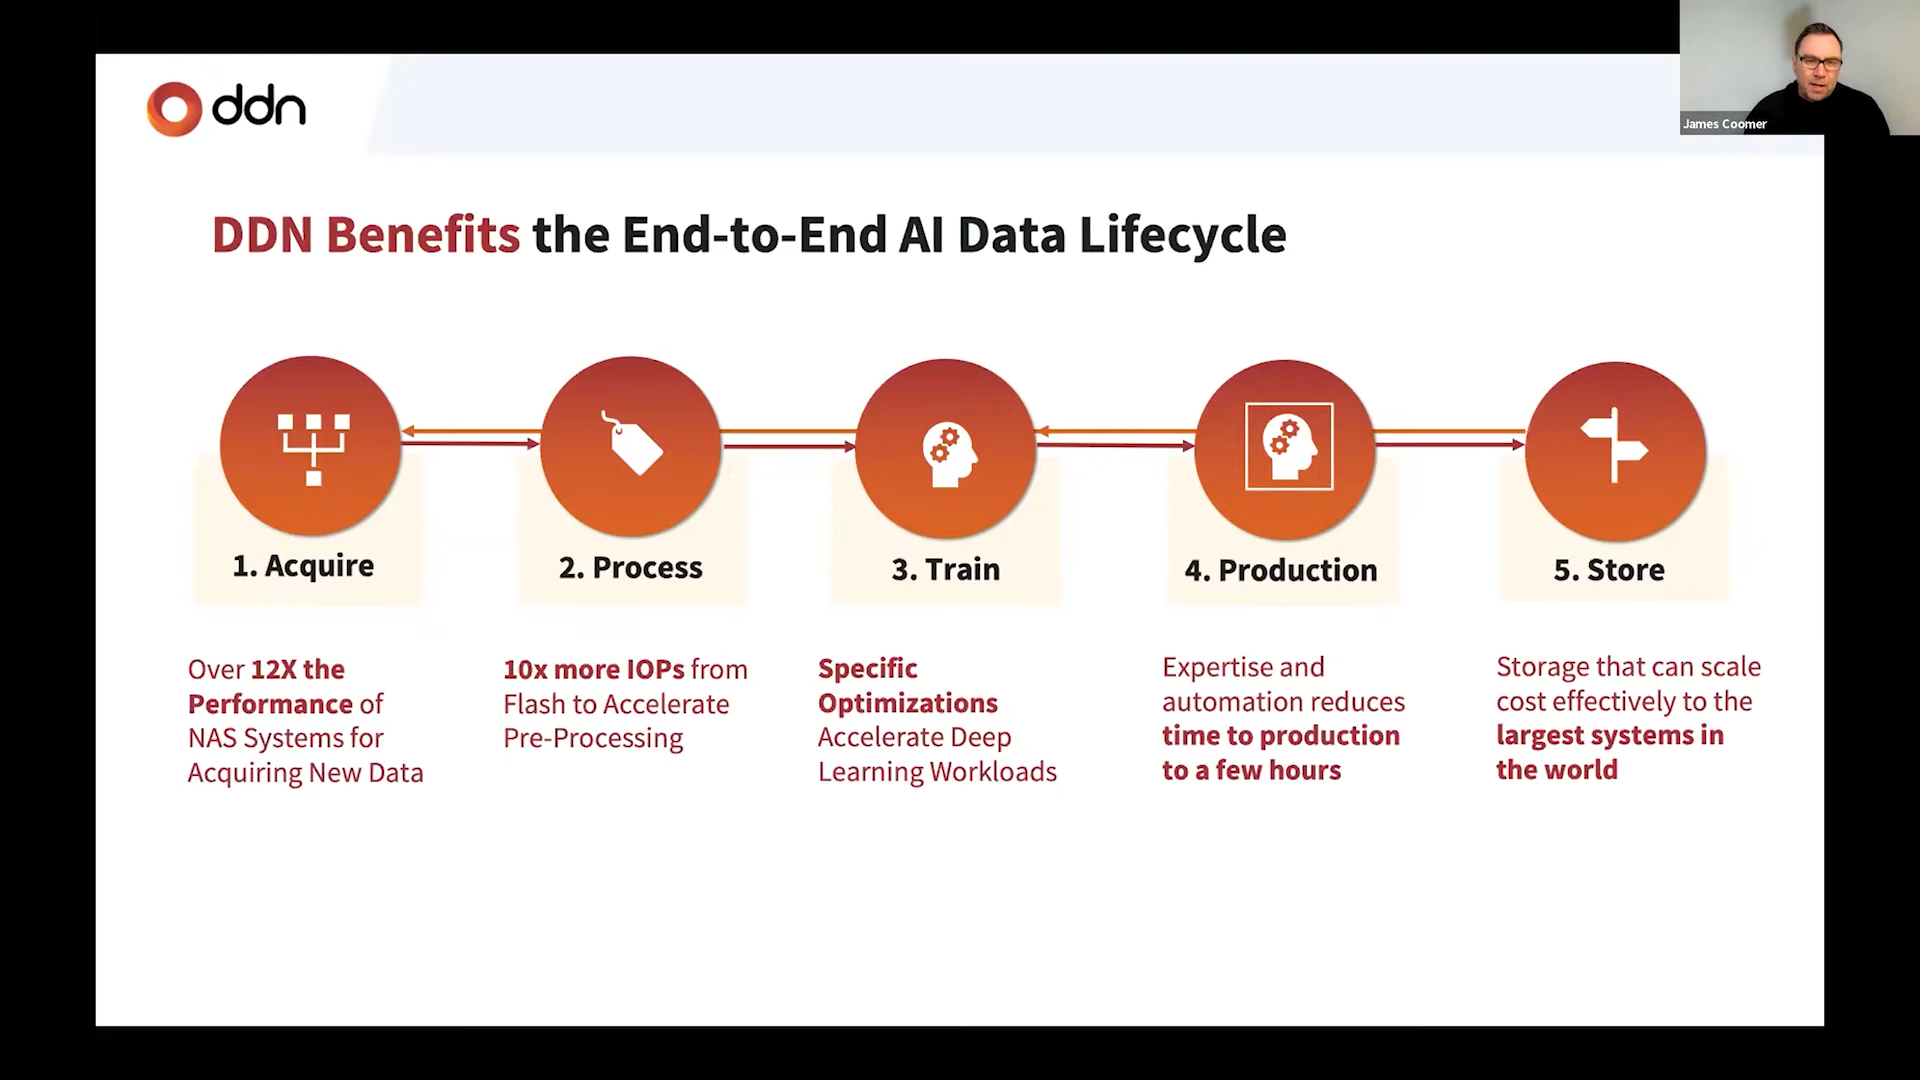 ddn
James Coomer
DDN Benefits the End-to-End AI Data Lifecycle
1. Acquire
2. Process
3. Train
4. Production
5. Store
Over 12X the
Performance of
NAS Systems for
Acquiring New Data
10x more IOPs from
Flash to Accelerate
Pre-Processing
Specific
Optimizations
Accelerate Deep
Learning Workloads
Expertise and
automation reduces
time to production
to a few hours
Storage that can scale
cost effectively to the
largest systems in
the world